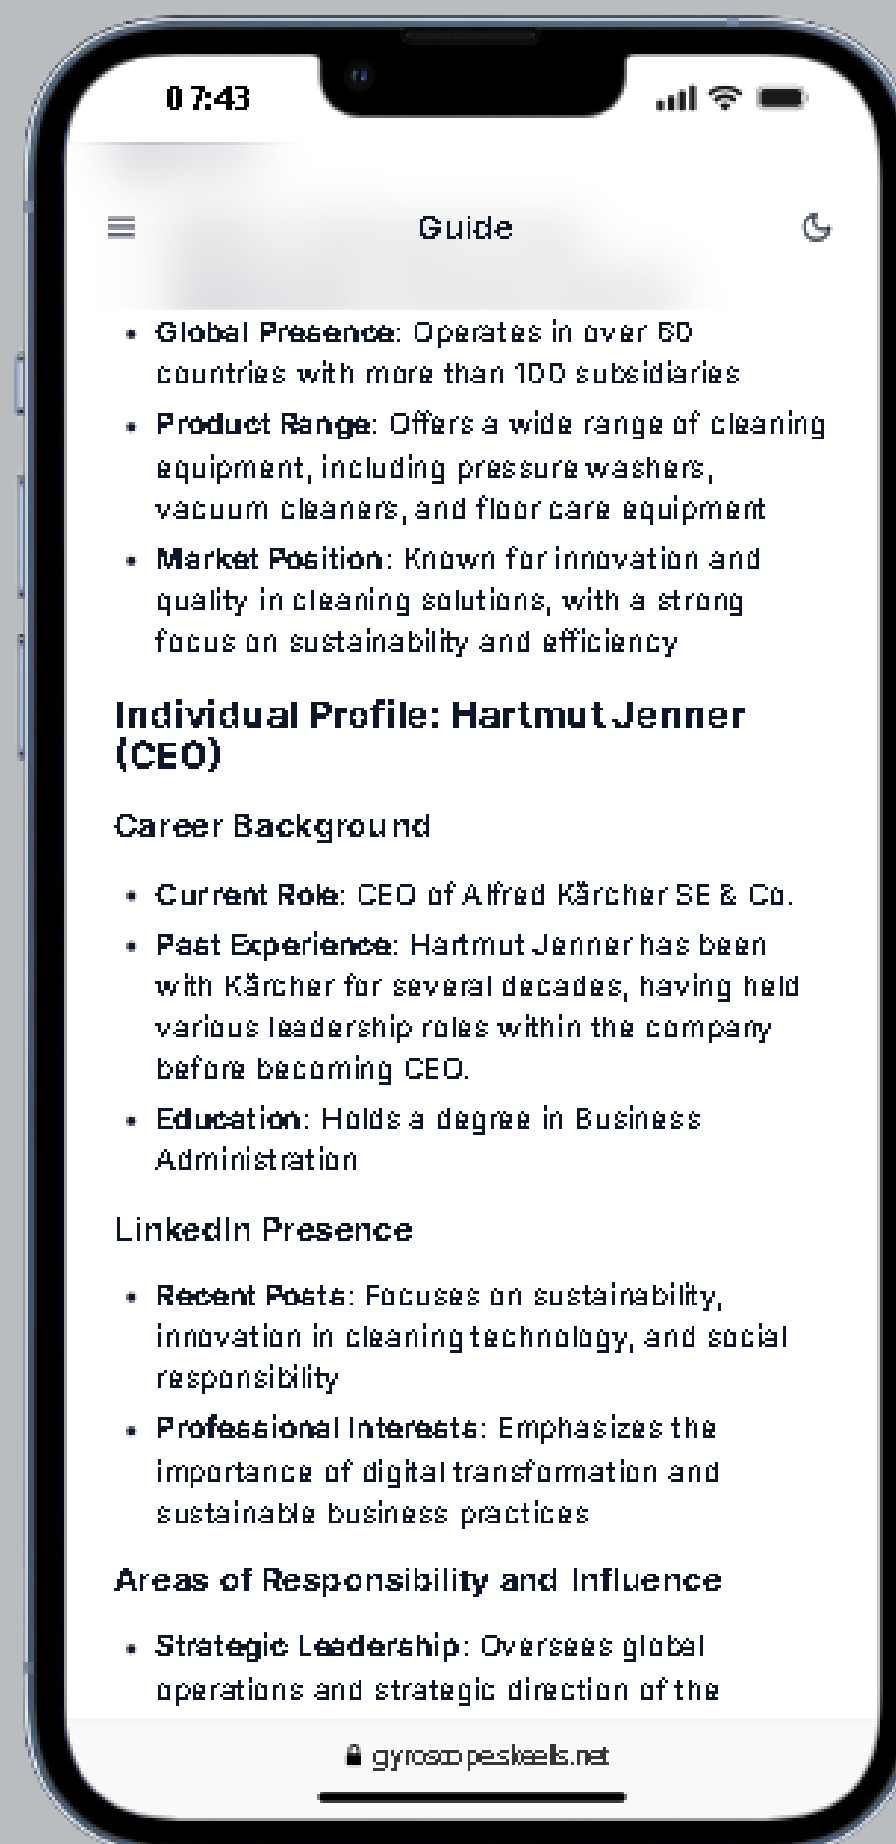 07:43
Guide
Global Presence: Operates in over 60
countries with more than 100 subsidiaries
Product Range: Offers a wide range of cleaning
equipment, including pressure washers,
vacuum cleaners, and floor care equipment
Market Position: Known for innovation and
quality in cleaning solutions, with a strong
focus on sustainability and efficiency
Individual Profile: Hartmut Jenner
(CEO)
Career Background
Current Role: CEO of Alfred Kärcher SE & Co.
Past Experience: Hartmut Jenner has been
with Kärcher for several decades, having held
various leadership roles within the company
before becoming CEO.
Education: Holds a degree in Business
Administration
LinkedIn Presence
Recent Posts: Focuses on sustainability,
innovation in cleaning technology, and social
responsibility
Professional Interests: Emphasizes the
importance of digital transformation and
sustainable business practices
Areas of Responsibility and Influence
Strategic Leadership: Oversees global
operations and strategic direction of the
gyroscopeskeells.net